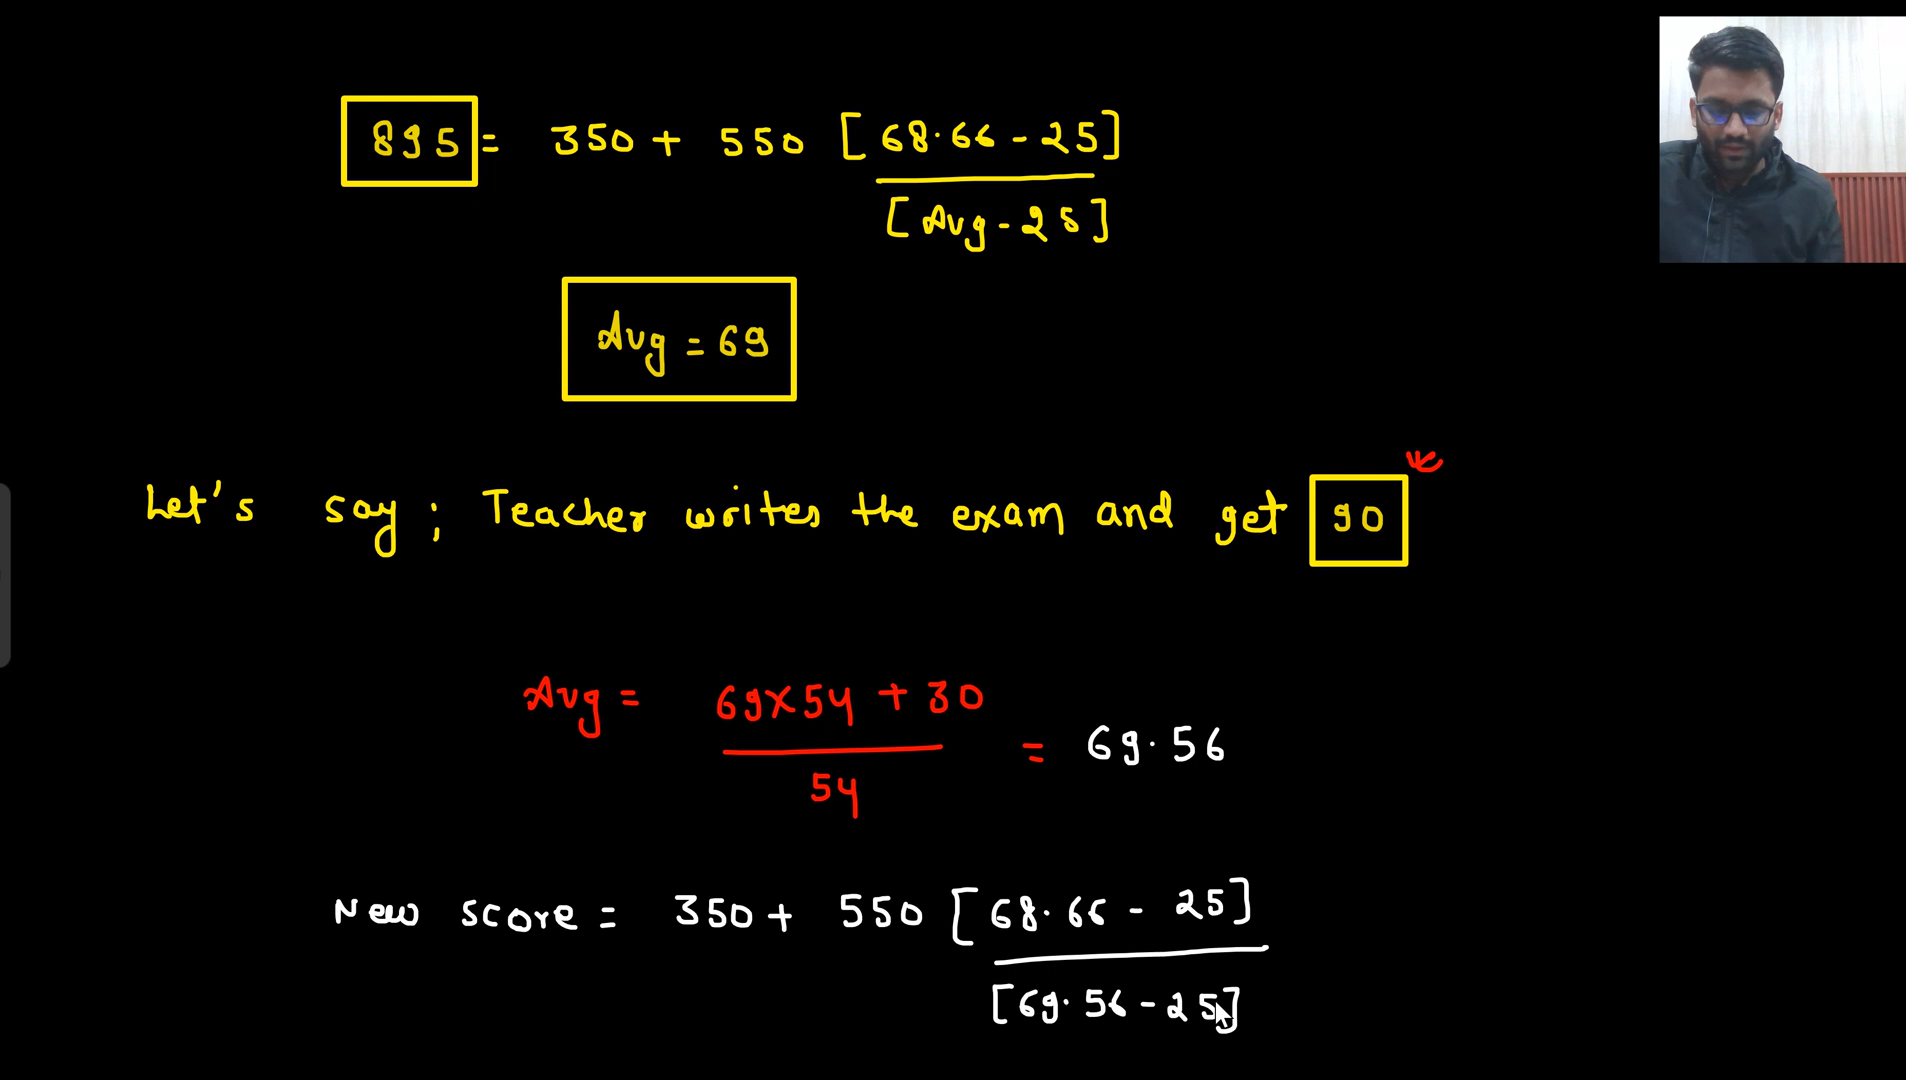 895 = 350 + 550 [68.66 - 25]
[Avg - 25]
Avg = 69
Let's say; Teacher writes the exam and get 90
Avg = 69x54 + 30
54
= 69.56
New score = 350 + 550 [68.66 - 25]
[69.56 - 25]